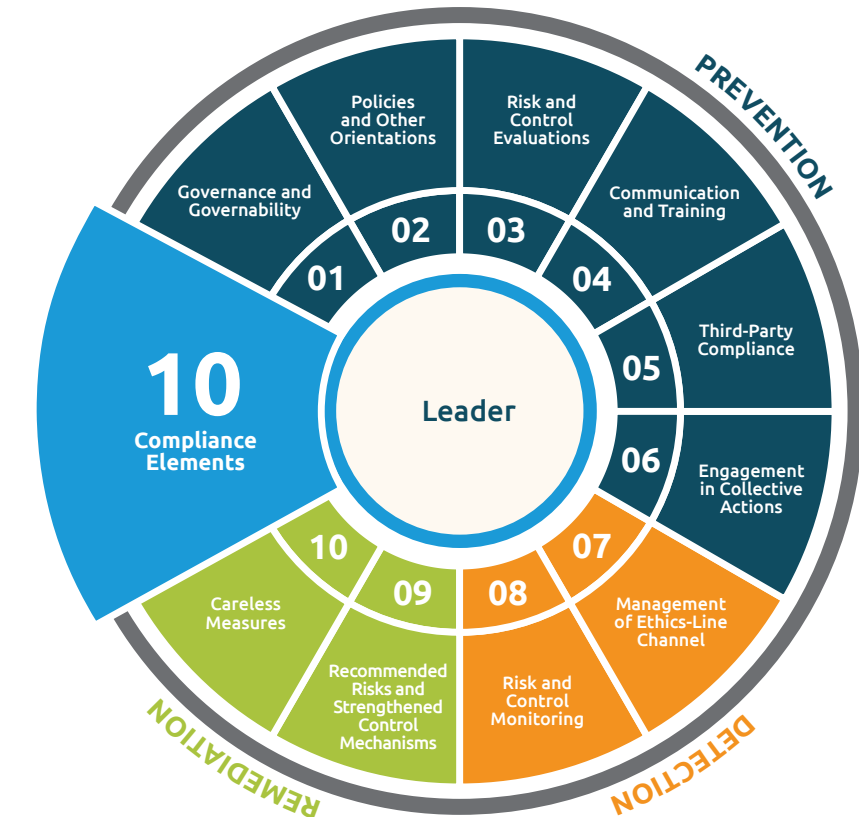 PREVENTION
Policies
and Other
Orientations
Risk and
Control
Evaluations
Governance and
Governability
Communication
and Training
01
02
03
04
Third-Party
Compliance
05
10
Compliance
Elements
Leader
06
Engagement
in Collective
Actions
07
Management
of Ethics-Line
Channel
08
Risk and
Control
Monitoring
09
Recommended
Risks and
Strengthened
Control
Mechanisms
10
Careless
Measures
DETECTION
REMEDIATION